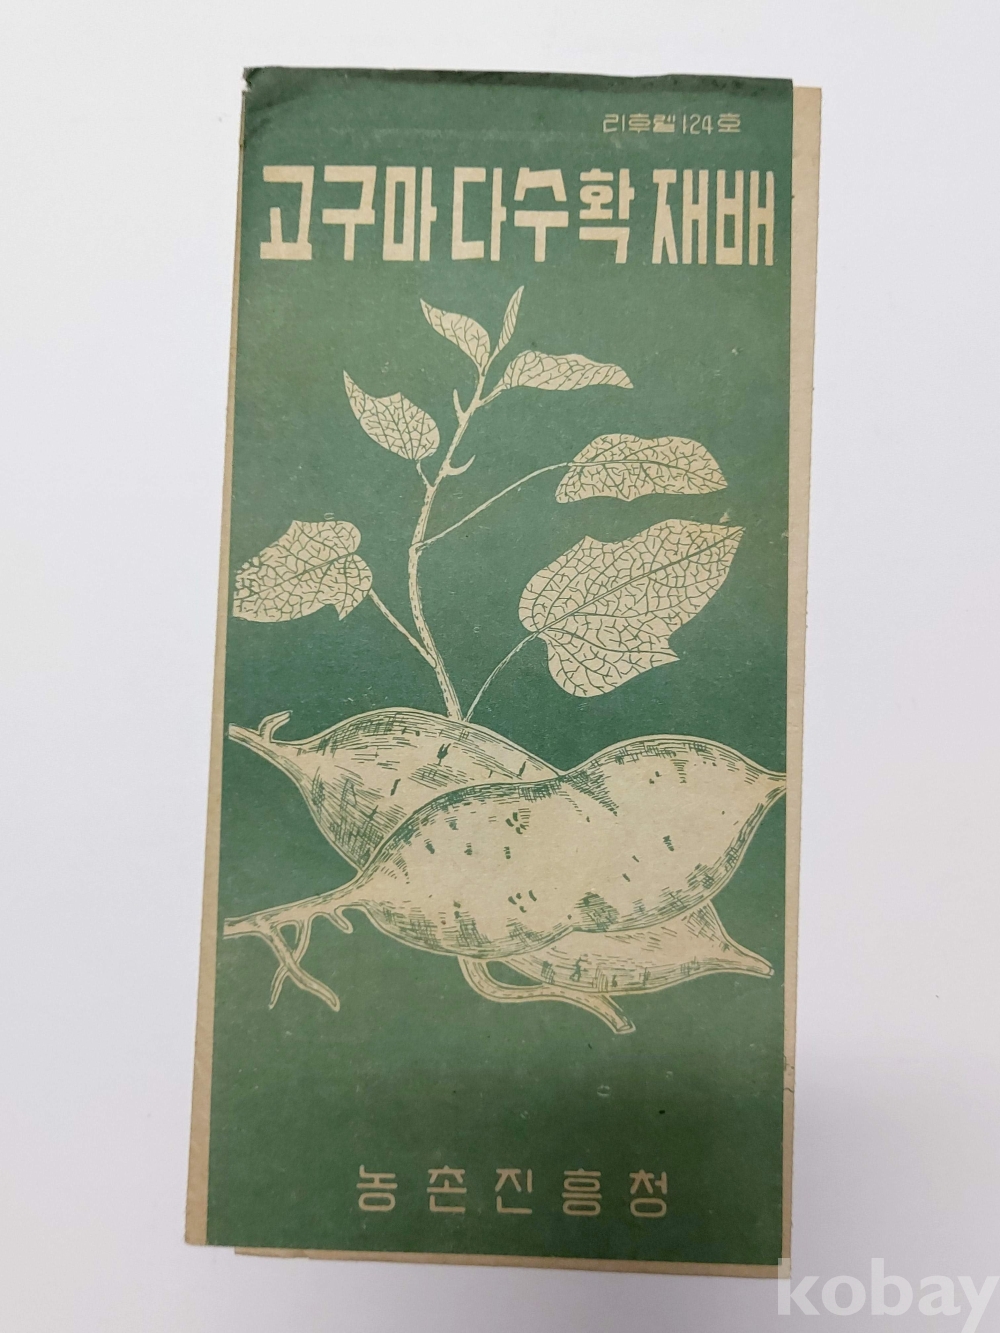 리후렡 124호
고구마 다수확 재배
농촌진흥청
kobay